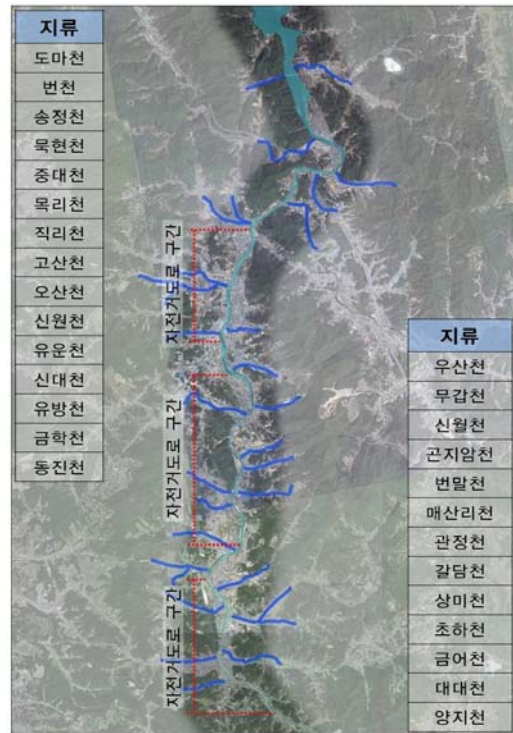 지류
도마천
번천
송정천
묵현천
중대천
목리천
직리천
고산천
오산천
신원천
유운천
신대천
유방천
금학천
동진천
자전거도로 구간
자전거도로 구간
자전거도로 구간
지류
우산천
무갑천
신월천
곤지암천
번말천
매산리천
관정천
갈담천
상미천
초하천
금어천
대대천
양지천